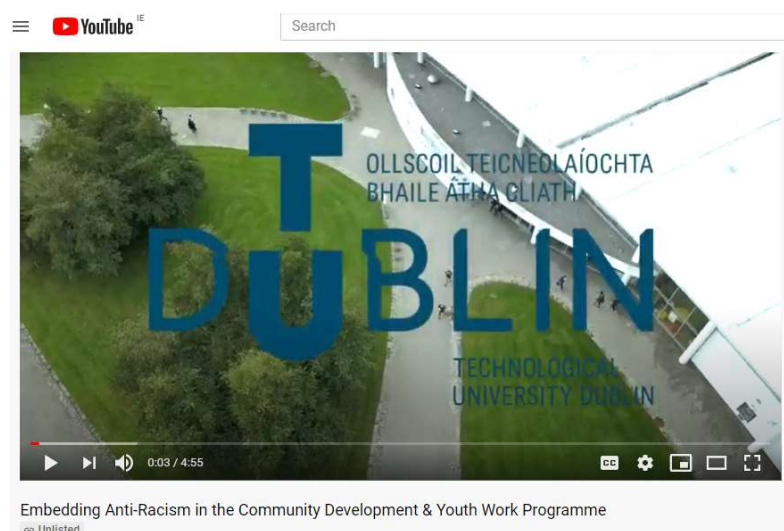 YouTube IE
Search
OLLSCOIL TEICNEOLAÍOCHTA
BHAILE ÁTHA CLIATH
TU
DUBLIN
TECHNOLOGICAL
UNIVERSITY DUBLIN
0:03 / 4:55
CC
Embedding Anti-Racism in the Community Development & Youth Work Programme
Unlisted